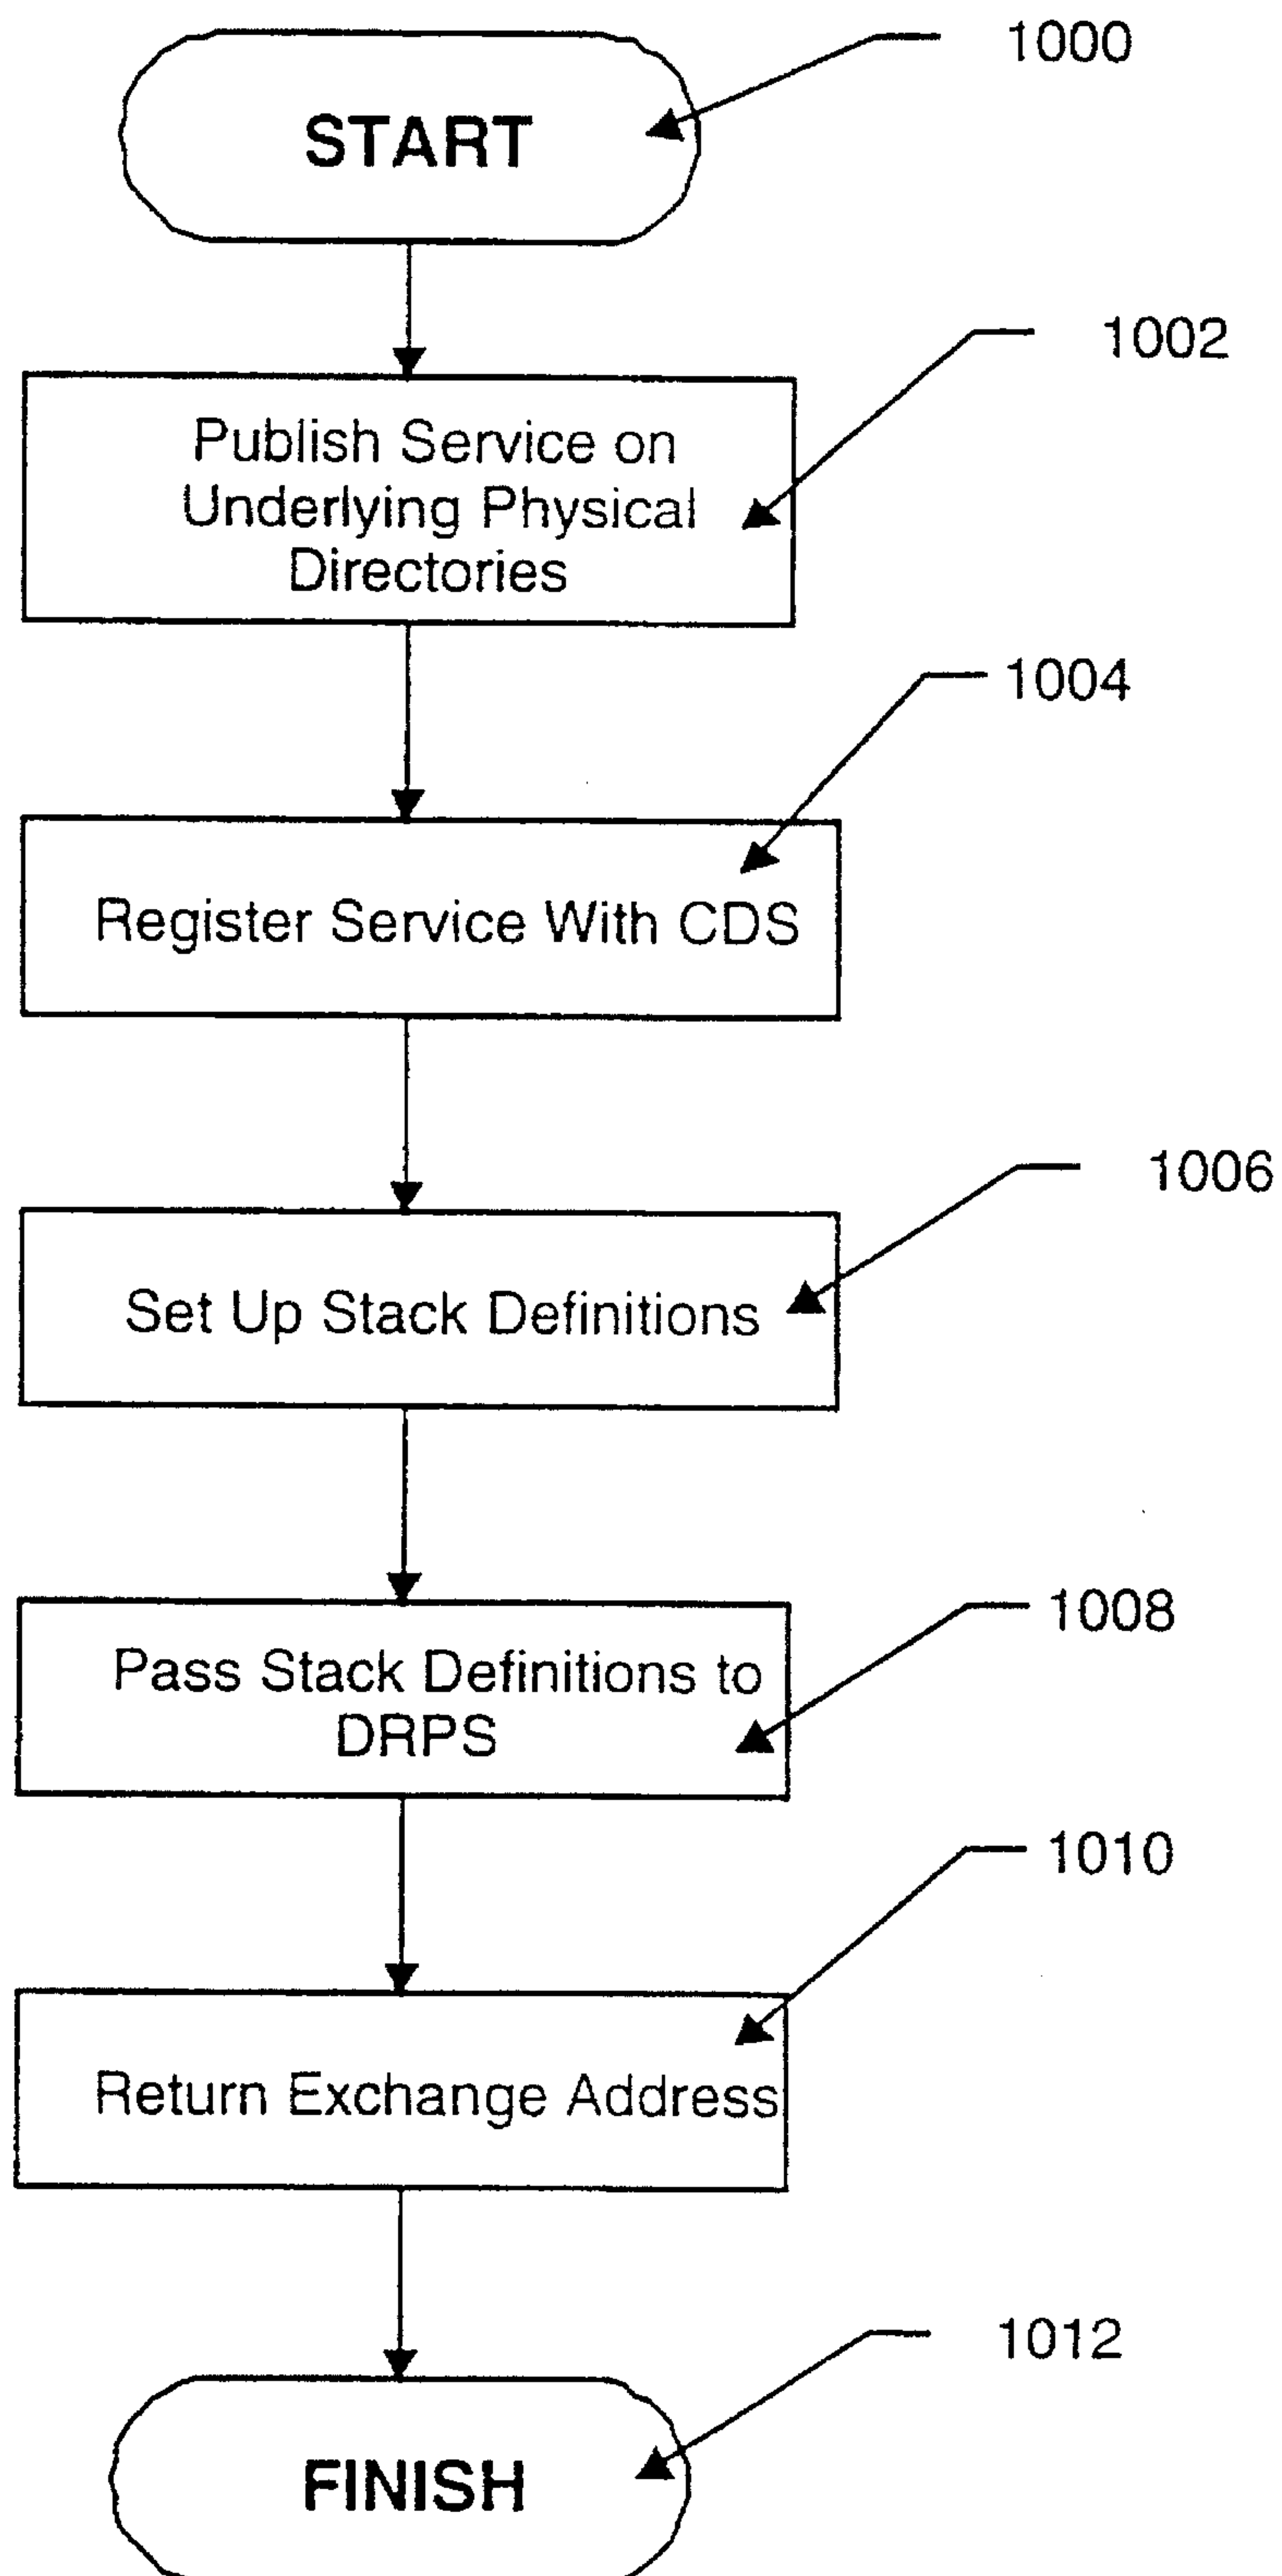 1000
START
1002
Publish Service on
Underlying Physical
Directories
1004
Register Service With CDS
1006
Set Up Stack Definitions
1008
Pass Stack Definitions to
DRPS
1010
Return Exchange Address
1012
FINISH